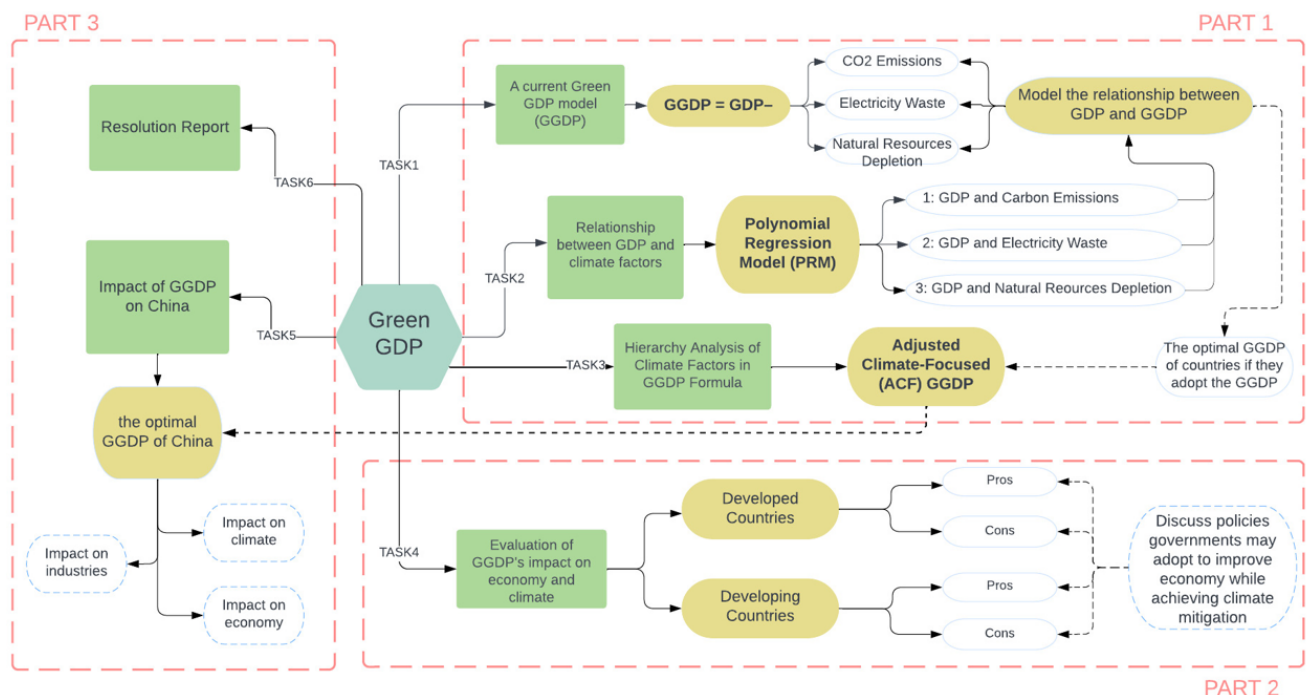 PART 3
PART 1
Resolution Report
TASK6
Impact of GGDP
on China
TASK5
the optimal
GGDP of China
Impact on
climate
Impact on
industries
Impact on
economy
Green
GDP
TASK1
A current Green
GDP model
(GGDP)
GGDP = GDP–
CO2 Emissions
Electricity Waste
Natural Resources
Depletion
Model the relationship between
GDP and GGDP
TASK2
Relationship
between GDP and
climate factors
Polynomial
Regression
Model (PRM)
1: GDP and Carbon Emissions
2: GDP and Electricity Waste
3: GDP and Natural Reources Depletion
TASK3
Hierarchy Analysis of
Climate Factors in
GGDP Formula
Adjusted
Climate-Focused
(ACF) GGDP
The optimal GGDP
of countries if they
adopt the GGDP
TASK4
Evaluation of
GGDP's impact on
economy and
climate
Developed
Countries
Pros
Cons
Developing
Countries
Pros
Cons
Discuss policies
governments may
adopt to improve
economy while
achieving climate
mitigation
PART 2